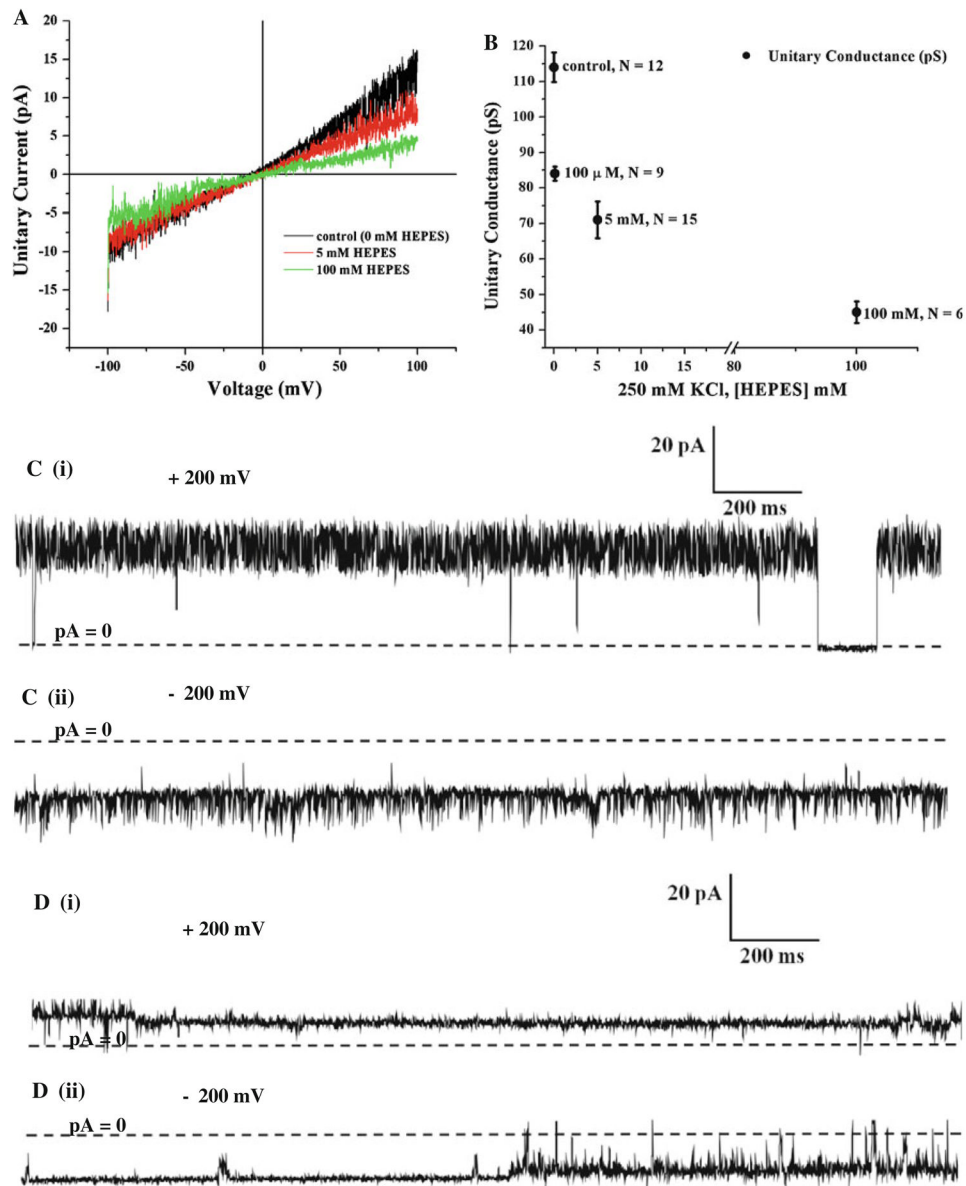 A
Unitary Current (pA)
20
15
10
5
0
-5
-10
-15
-20
control (0 mM HEPES)
5 mM HEPES
100 mM HEPES
-100
-50
0
50
100
Voltage (mV)
B
Unitary Conductance (pS)
120
110
100
90
80
70
60
50
40
Unitary Conductance (pS)
control, N = 12
100 μ M, N = 9
5 mM, N = 15
100 mM, N = 6
0
5
10
15
80
100
250 mM KCl, [HEPES] mM
C (i)
+ 200 mV
20 pA
200 ms
pA = 0
C (ii)
- 200 mV
pA = 0
D (i)
+ 200 mV
20 pA
200 ms
pA = 0
D (ii)
- 200 mV
pA = 0